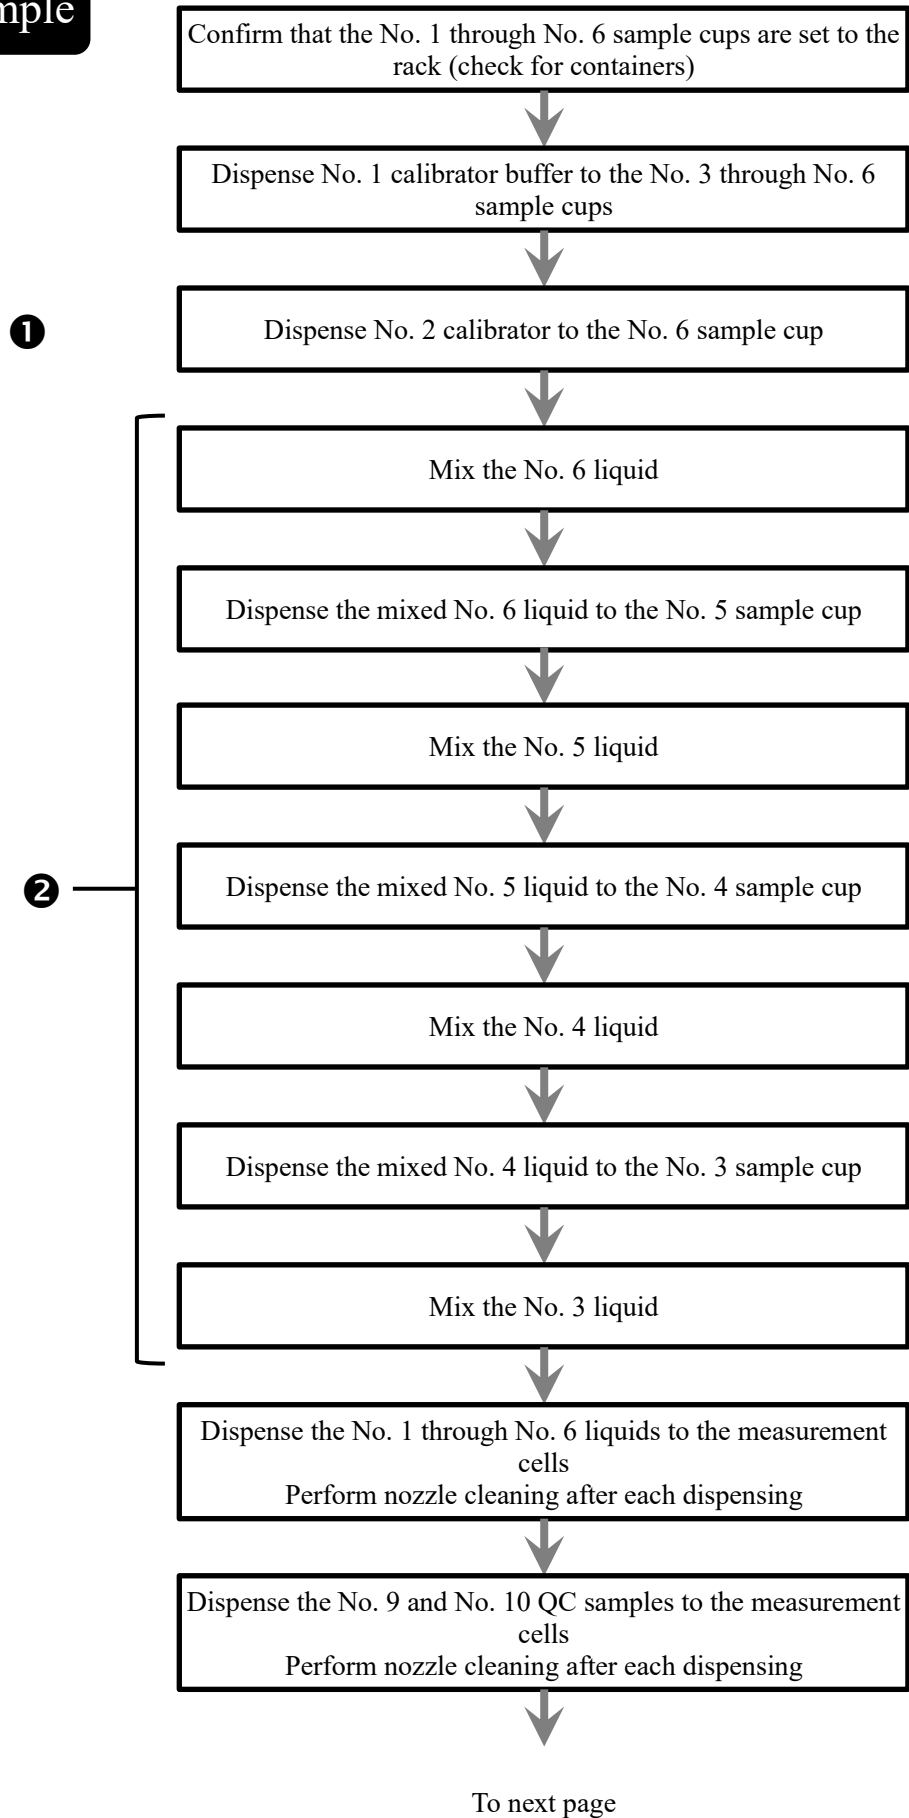 Confirm that the No. 1 through No. 6 sample cups are set to the
rack (check for containers)
Dispense No. 1 calibrator buffer to the No. 3 through No. 6
sample cups
❶
Dispense No. 2 calibrator to the No. 6 sample cup
Mix the No. 6 liquid
Dispense the mixed No. 6 liquid to the No. 5 sample cup
Mix the No. 5 liquid
❷
Dispense the mixed No. 5 liquid to the No. 4 sample cup
Mix the No. 4 liquid
Dispense the mixed No. 4 liquid to the No. 3 sample cup
Mix the No. 3 liquid
Dispense the No. 1 through No. 6 liquids to the measurement
cells
Perform nozzle cleaning after each dispensing
Dispense the No. 9 and No. 10 QC samples to the measurement
cells
Perform nozzle cleaning after each dispensing
To next page